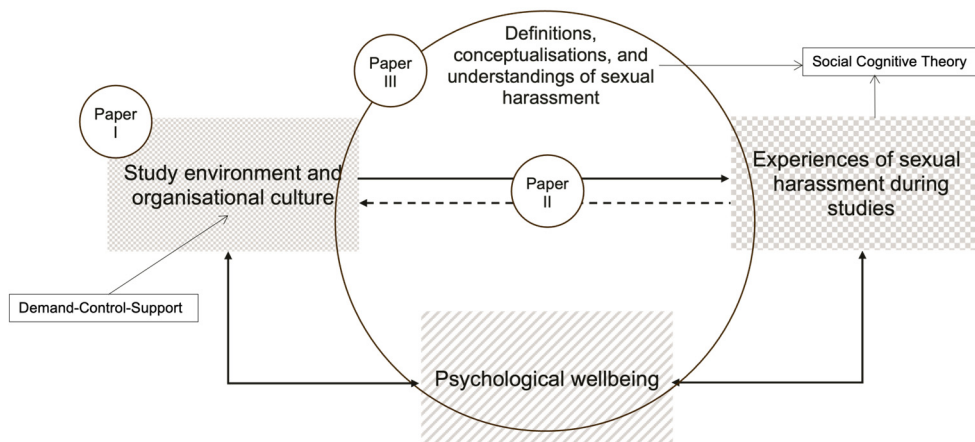 Definitions,
conceptualisations, and
understandings of sexual
harassment
Paper
III
Social Cognitive Theory
Paper
I
Study environment and
organisational culture
Paper
II
Experiences of sexual
harassment during
studies
Demand-Control-Support
Psychological wellbeing